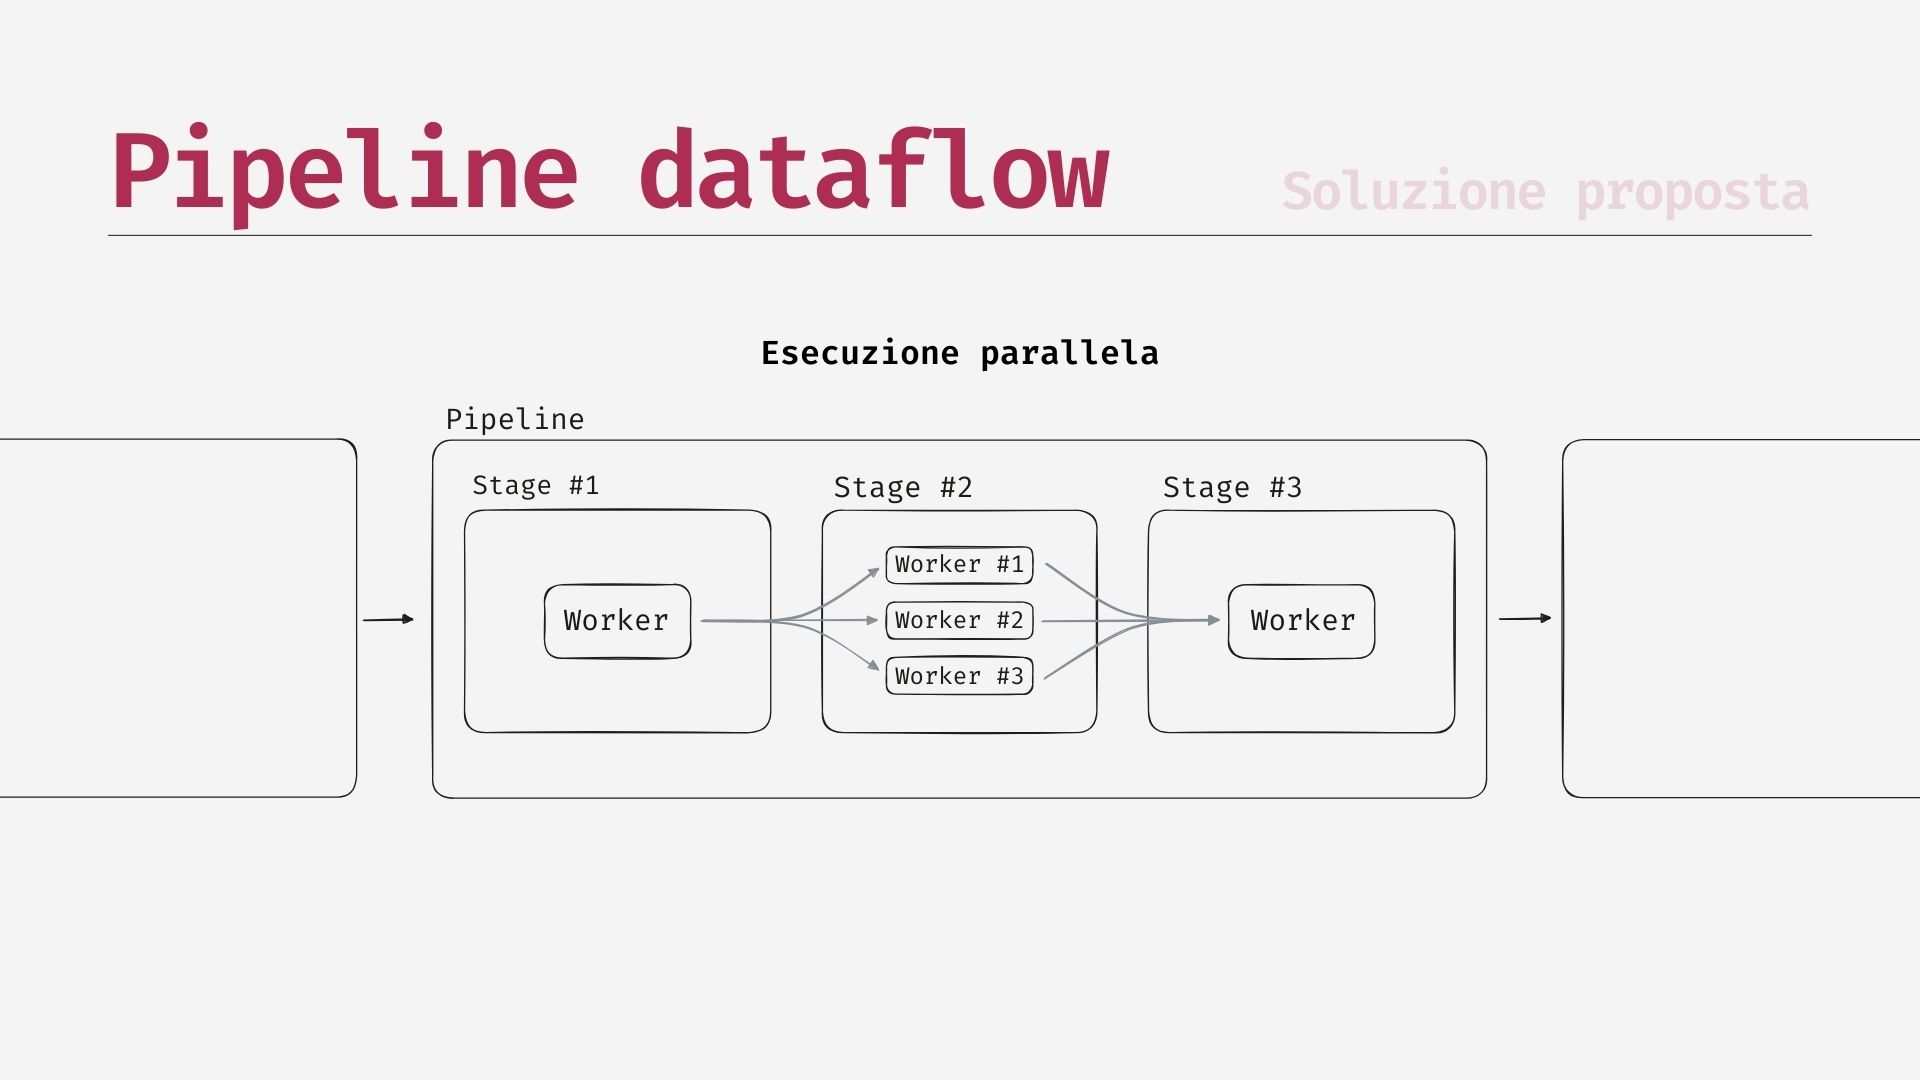 Pipeline dataflow
Soluzione proposta
Esecuzione parallela
Pipeline
Stage #1
Stage #2
Stage #3
Worker
Worker #1
Worker #2
Worker #3
Worker